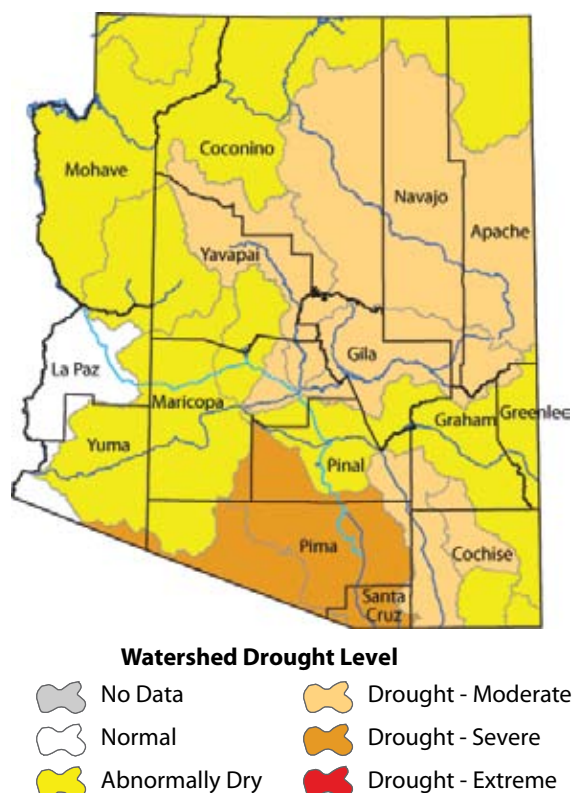 Coconino
Mohave
Navajo
Apache
Yavapai
Gila
La Paz
Maricopa
Graham
Greenlee
Yuma
Pinal
Pima
Cochise
Santa
Cruz
Watershed Drought Level
No Data
Drought - Moderate
Normal
Drought - Severe
Abnormally Dry
Drought - Extreme